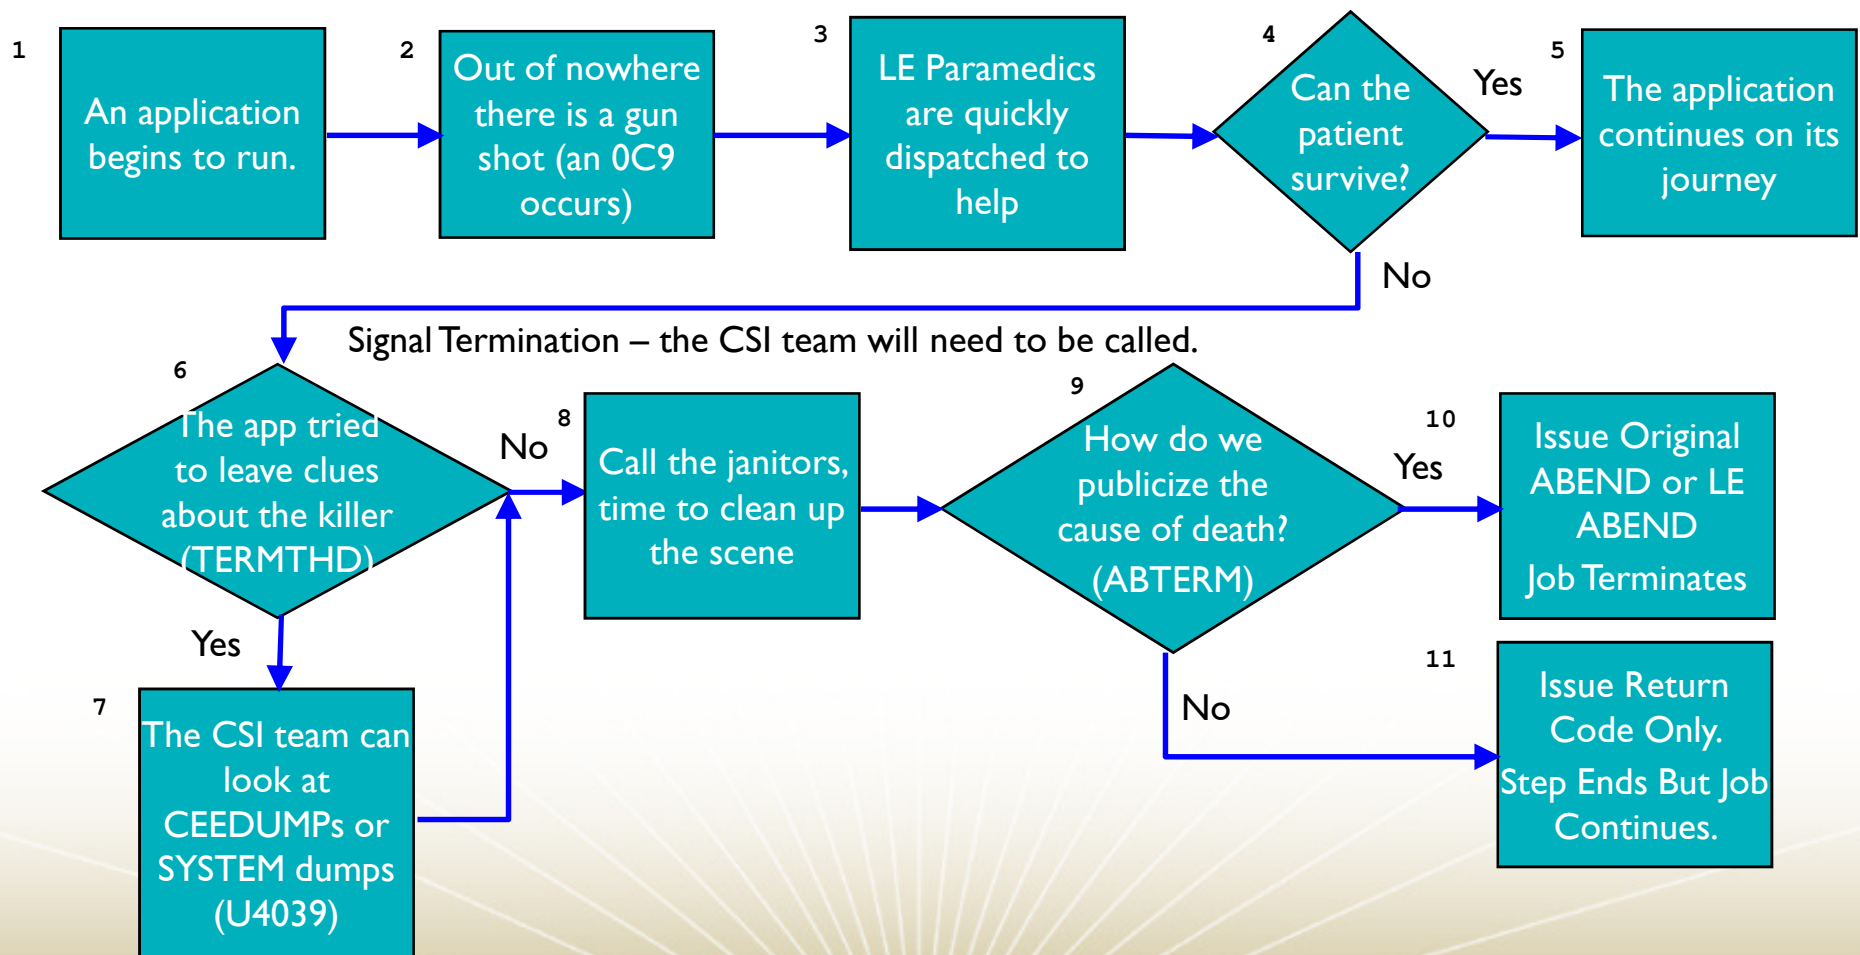 1
An application
begins to run.
2
Out of nowhere
there is a gun
shot (an 0C9
occurs)
3
LE Paramedics
are quickly
dispatched to
help
4
Can the
patient
survive?
Yes
5
The application
continues on its
journey
No
Signal Termination – the CSI team will need to be called.
6
The app tried
to leave clues
about the killer
(TERMTHD)
No
Yes
7
The CSI team can
look at
CEEDUMPs or
SYSTEM dumps
(U4039)
8
Call the janitors,
time to clean up
the scene
9
How do we
publicize the
cause of death?
(ABTERM)
Yes
10
Issue Original
ABEND or LE
ABEND
Job Terminates
No
11
Issue Return
Code Only.
Step Ends But Job
Continues.